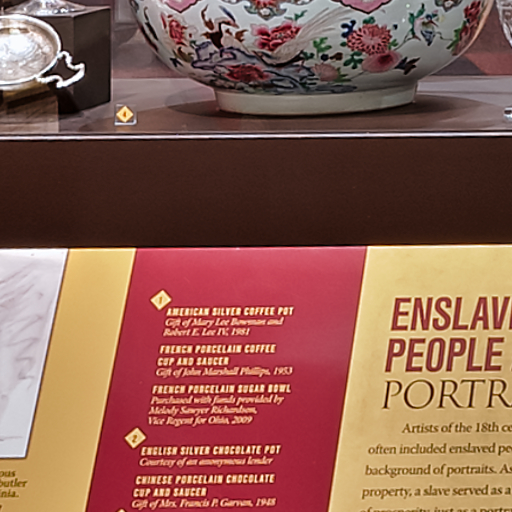 4
1
AMERICAN SILVER COFFEE POT
Gift of Mary Lee Bowman and
Robert E. Lee IV, 1981
FRENCH PORCELAIN COFFEE
CUP AND SAUCER
Gift of John Marshall Phillips, 1953
FRENCH PORCELAIN SUGAR BOWL
Purchased with funds provided by
Melody Sawyer Richardson,
Vice Regent for Ohio, 2009
2
ENGLISH SILVER CHOCOLATE POT
Courtesy of an anonymous lender
CHINESE PORCELAIN CHOCOLATE
CUP AND SAUCER
Gift of Mrs. Francis P. Garvan, 1948
ous
butler
inia.
ENSLAV
PEOPLE
PORTR
Artists of the 18th ce
often included enslaved pe
background of portraits. As
property, a slave served as a